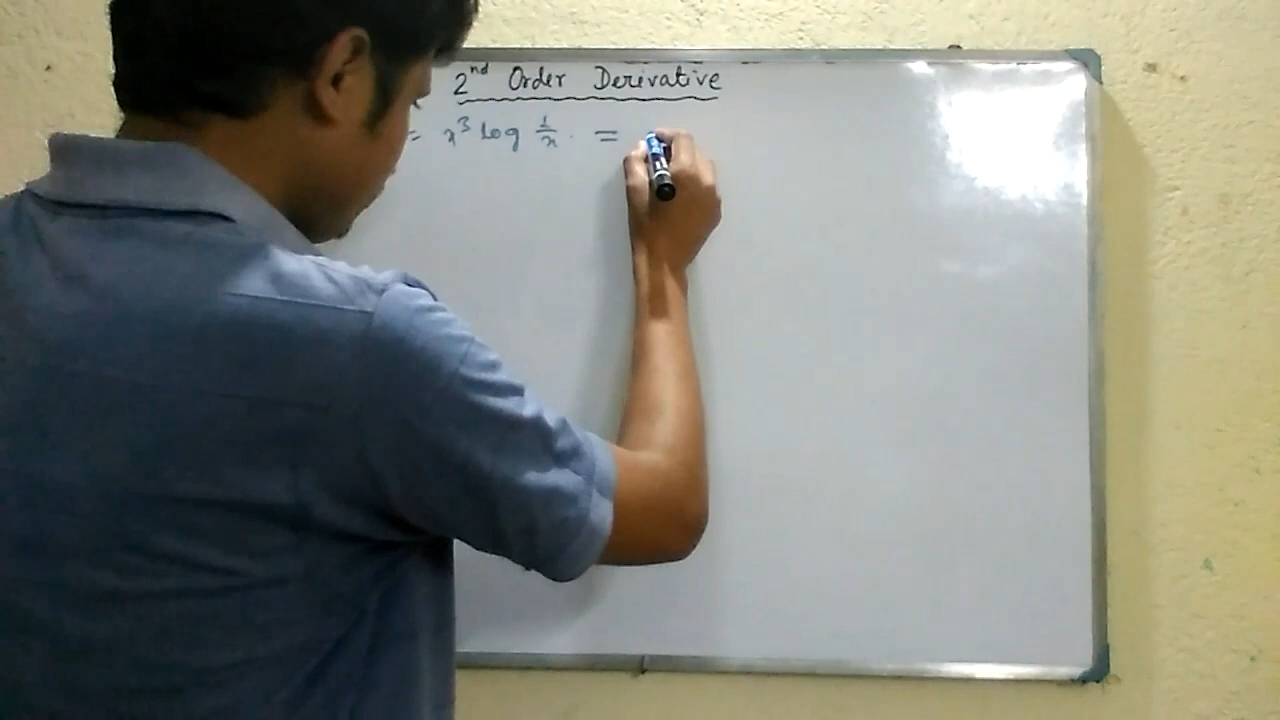 2nd Order Derivative
= x³ log 1/x. =